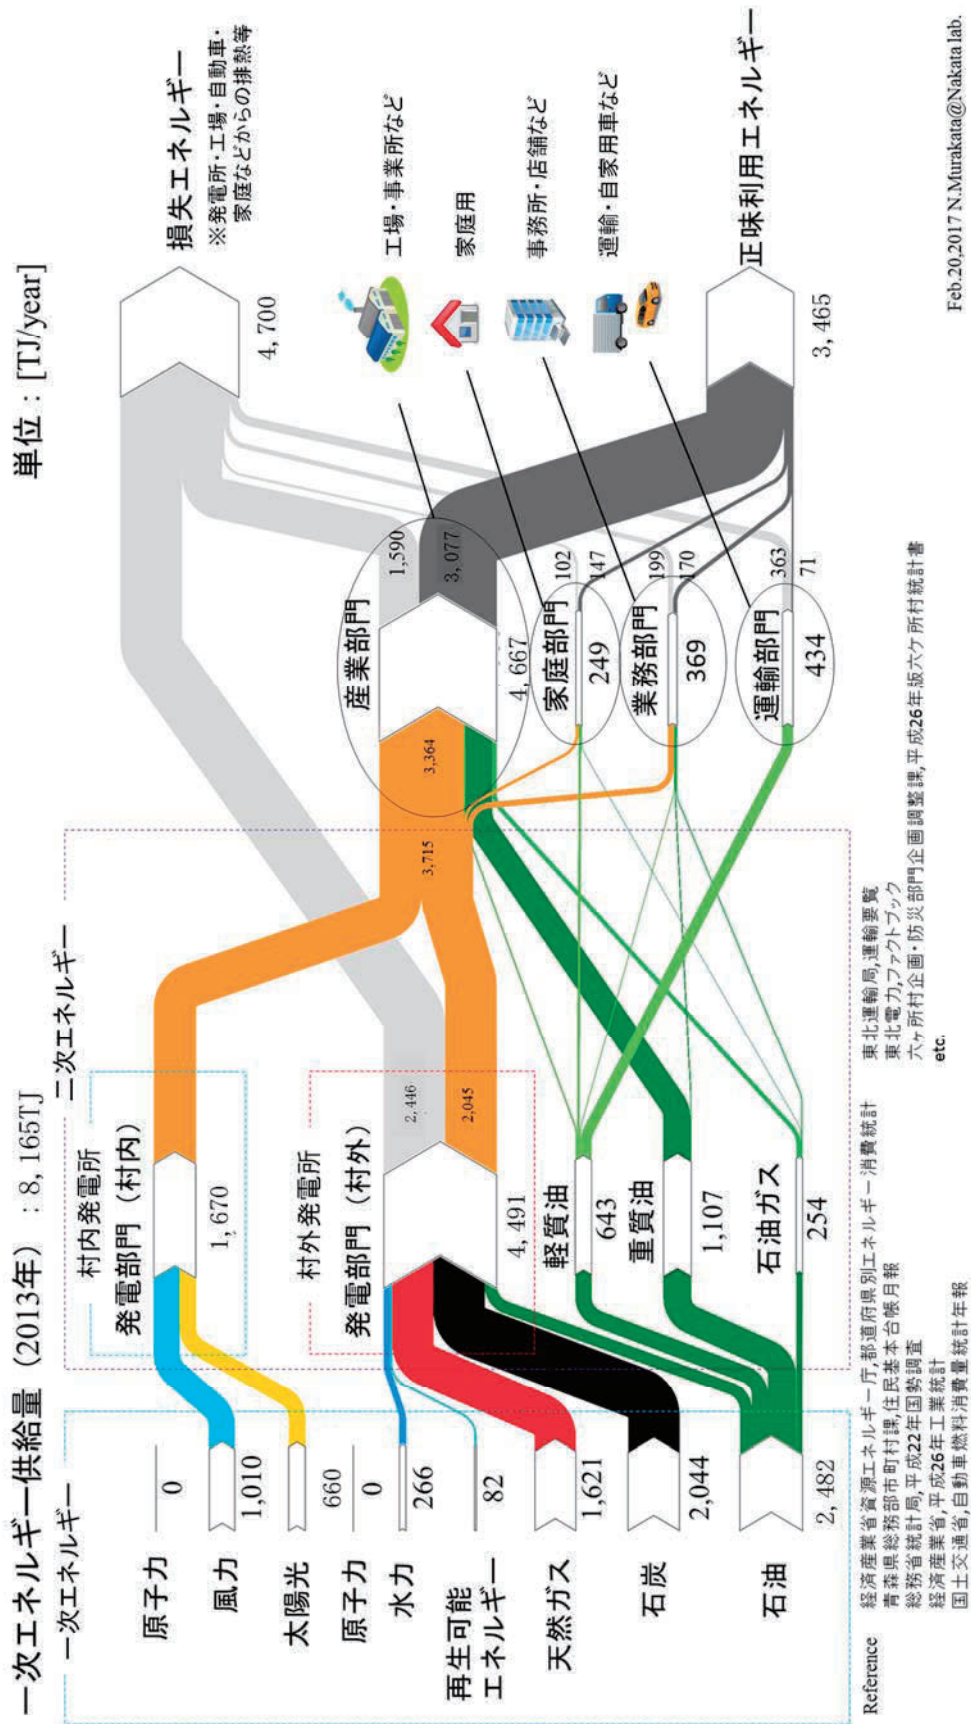 一次エネルギー供給量（2013年）：8,165TJ
単位：[TJ/year]
一次エネルギー
二次エネルギー
原子力
0
風力
1,010
太陽光
660
原子力
0
水力
266
再生可能
エネルギー
82
天然ガス
1,621
石炭
2,044
石油
2,482
村内発電所
発電部門（村内）
1,670
村外発電所
発電部門（村外）
4,491
2,446
2,045
軽質油
643
重質油
1,107
石油ガス
254
3,715
3,364
産業部門
4,667
1,590
3,077
家庭部門
249
102
147
業務部門
369
199
170
運輸部門
434
363
71
損失エネルギー
※発電所・工場・自動車・
家庭などからの排熱等
4,700
工場・事業所など
家庭用
事務所・店舗など
運輸・自家用車など
正味利用エネルギー
3,465
Reference
経済産業省資源エネルギー庁,都道府県別エネルギー消費統計
青森県総務部市町村課,住民基本台帳月報
総務省統計局,平成22年国勢調査
経済産業省,平成26年工業統計
国土交通省,自動車燃料消費量統計年報
東北運輸局,運輸要覧
東北電力,ファクトブック
六ヶ所村企画・防災部門企画調整課,平成26年版六ケ所村統計書
etc.
Feb.20,2017 N.Murakata@Nakata lab.